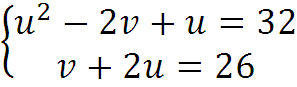 u² − 2v + u = 32
v + 2u = 26